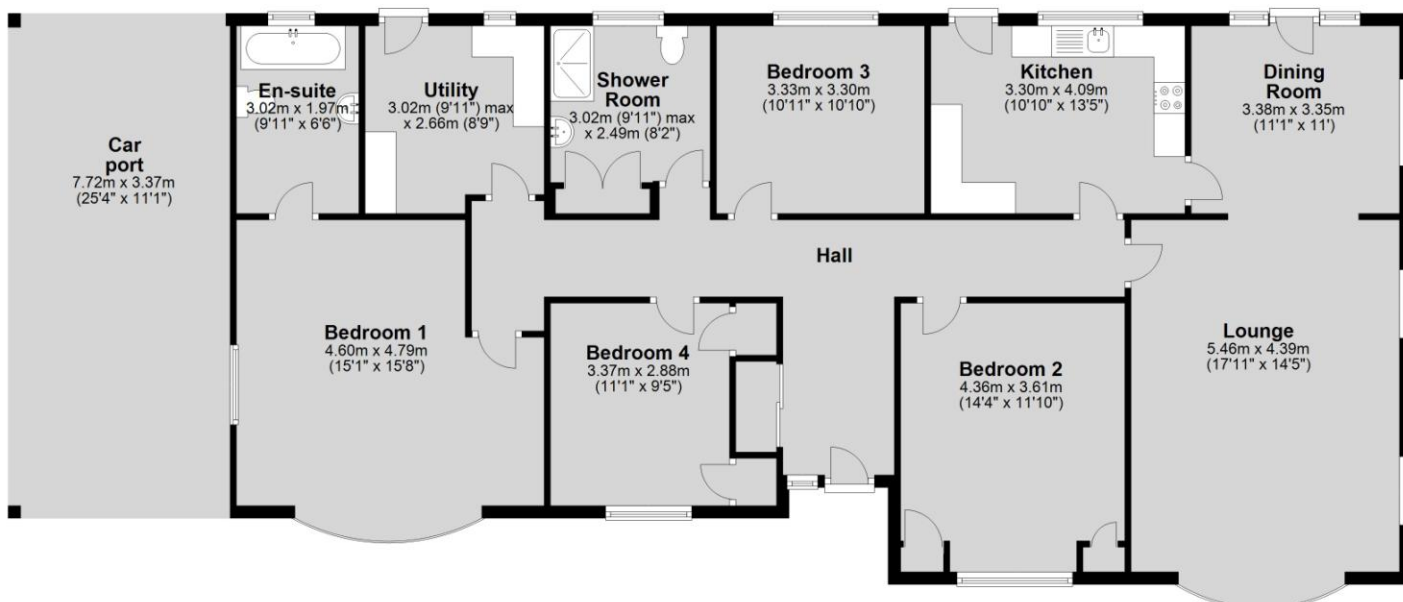 Car
port
7.72m x 3.37m
(25'4" x 11'1")
En-suite
3.02m x 1.97m
(9'11" x 6'6")
Utility
3.02m (9'11") max
x 2.66m (8'9")
Shower
Room
3.02m (9'11") max
x 2.49m (8'2")
Bedroom 3
3.33m x 3.30m
(10'11" x 10'10")
Kitchen
3.30m x 4.09m
(10'10" x 13'5")
Dining
Room
3.38m x 3.35m
(11'1" x 11')
Hall
Bedroom 1
4.60m x 4.79m
(15'1" x 15'8")
Bedroom 4
3.37m x 2.88m
(11'1" x 9'5")
Bedroom 2
4.36m x 3.61m
(14'4" x 11'10")
Lounge
5.46m x 4.39m
(17'11" x 14'5")